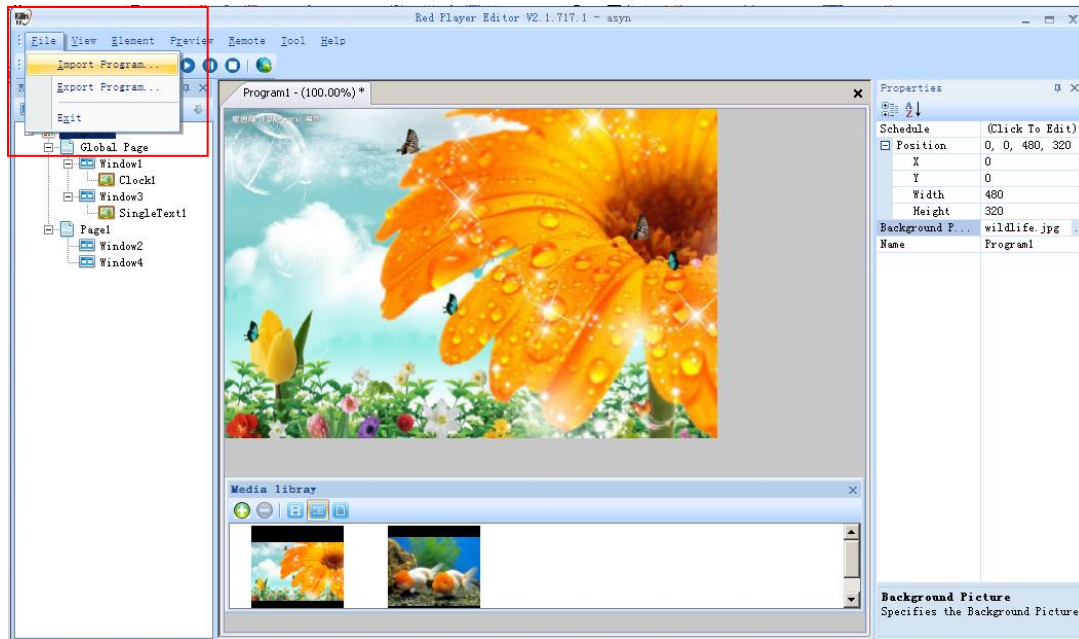 Red Player Editor V2.1.717.1 - asyn
File View Element Preview Remote Tool Help
Import Program...
Export Program...
Exit
Global Page
Window1
Clock1
Window3
SingleText1
Page1
Window2
Window4
Program1 - (100.00%) *
Media libray
Properties
Schedule (Click To Edit)
Position 0, 0, 480, 320
X 0
Y 0
Width 480
Height 320
Background P... wildlife.jpg
Name Program1
Background Picture
Specifies the Background Picture